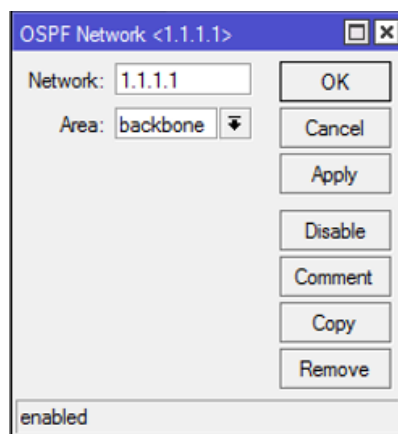 OSPF Network <1.1.1.1>
Network: 1.1.1.1
Area: backbone
OK
Cancel
Apply
Disable
Comment
Copy
Remove
enabled